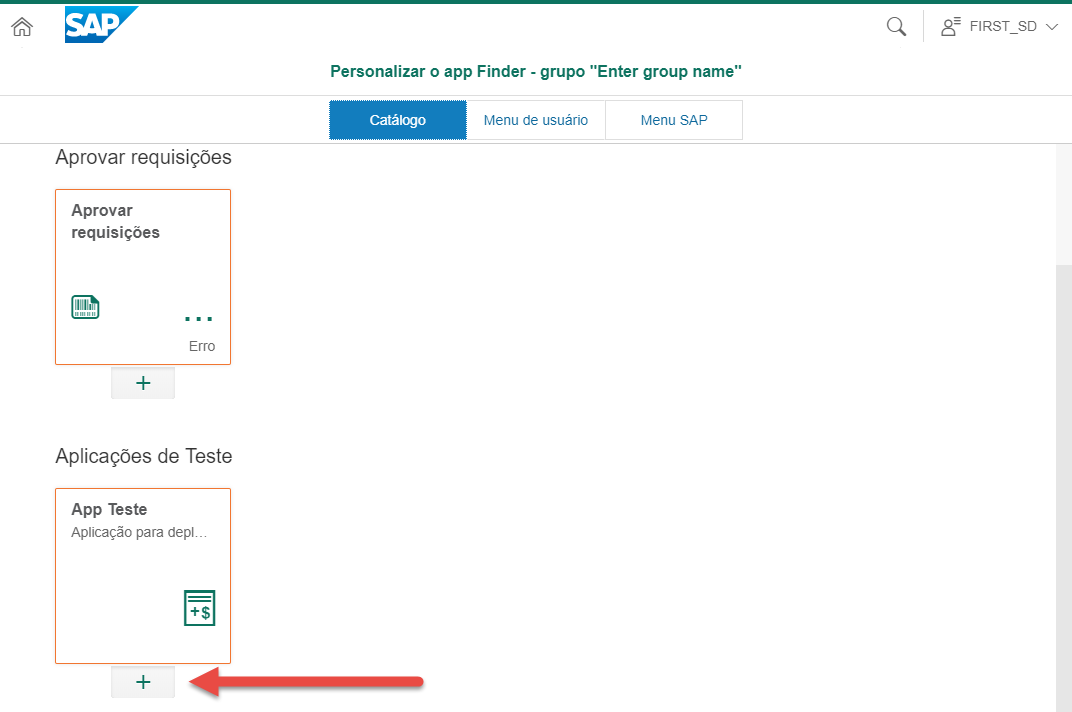 SAP
FIRST_SD
Personalizar o app Finder - grupo "Enter group name"
Catálogo
Menu de usuário
Menu SAP
Aprovar requisições
Aprovar
requisições
...
Erro
+
Aplicações de Teste
App Teste
Aplicação para depl...
+$
+